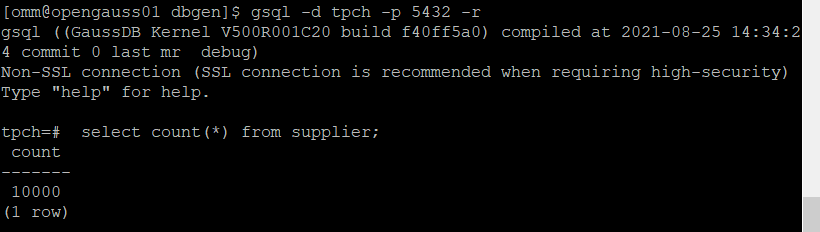 [omm@opengauss01 dbgen]$ gsql -d tpch -p 5432 -r
gsql ((GaussDB Kernel V500R001C20 build f40ff5a0) compiled at 2021-08-25 14:34:2
4 commit 0 last mr  debug)
Non-SSL connection (SSL connection is recommended when requiring high-security)
Type "help" for help.

tpch=#  select count(*) from supplier;
 count
-------
 10000
(1 row)